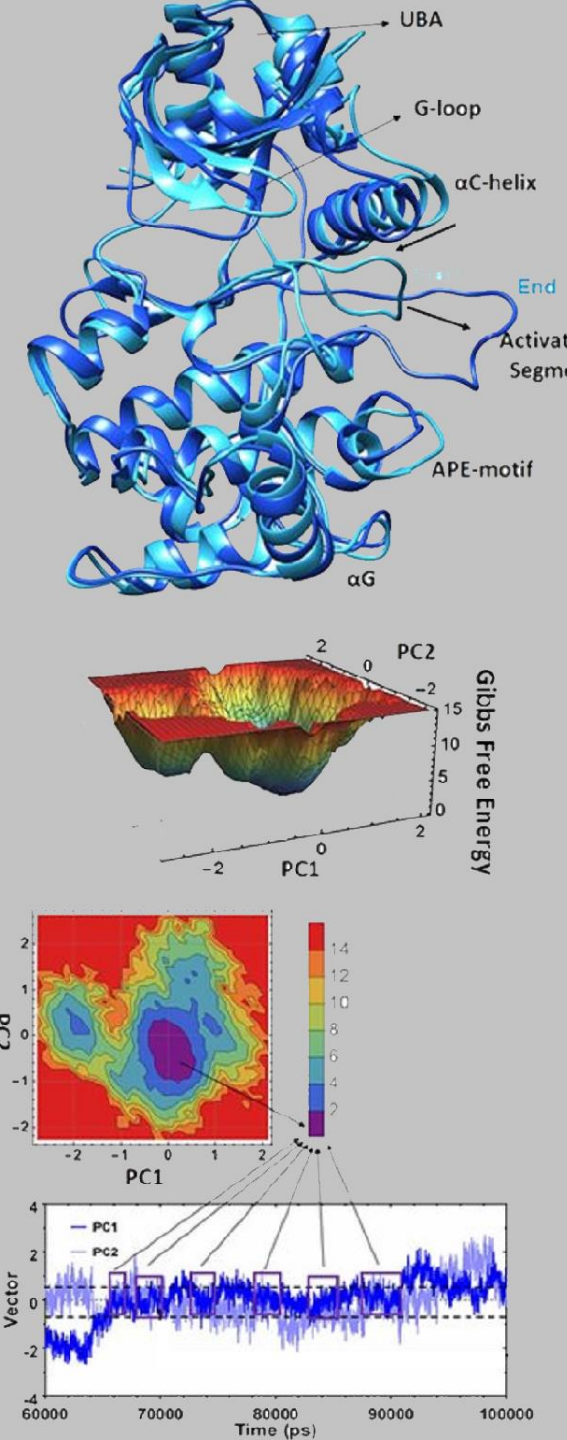 UBA
G-loop
αC-helix
End
Activat
Segme
APE-motif
αG
2
0
-2
PC2
15
10
5
0
Gibbs Free Energy
-2
0
2
PC1
2
1
0
-1
-2
PC2
-2
-1
0
1
2
PC1
14
12
10
8
6
4
2
4
2
0
-2
-4
Vector
PC1
PC2
60000 70000 80000 90000 100000
Time (ps)